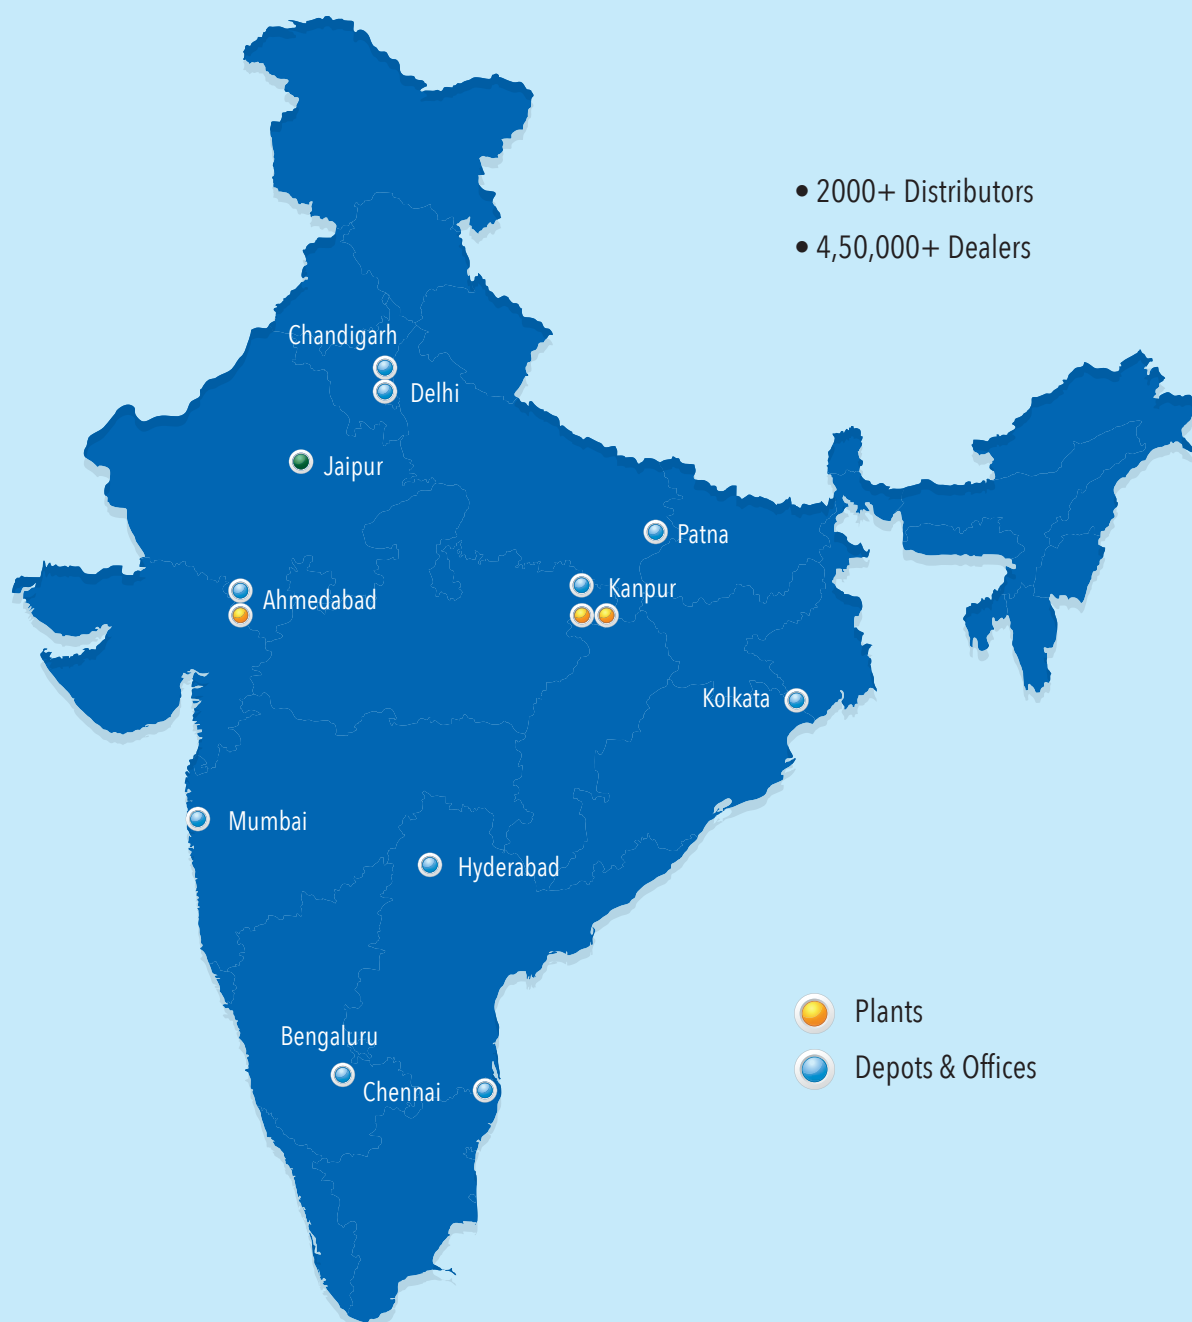 • 2000+ Distributors
• 4,50,000+ Dealers
Chandigarh
Delhi
Jaipur
Patna
Kanpur
Ahmedabad
Kolkata
Mumbai
Hyderabad
Plants
Bengaluru
Depots & Offices
Chennai